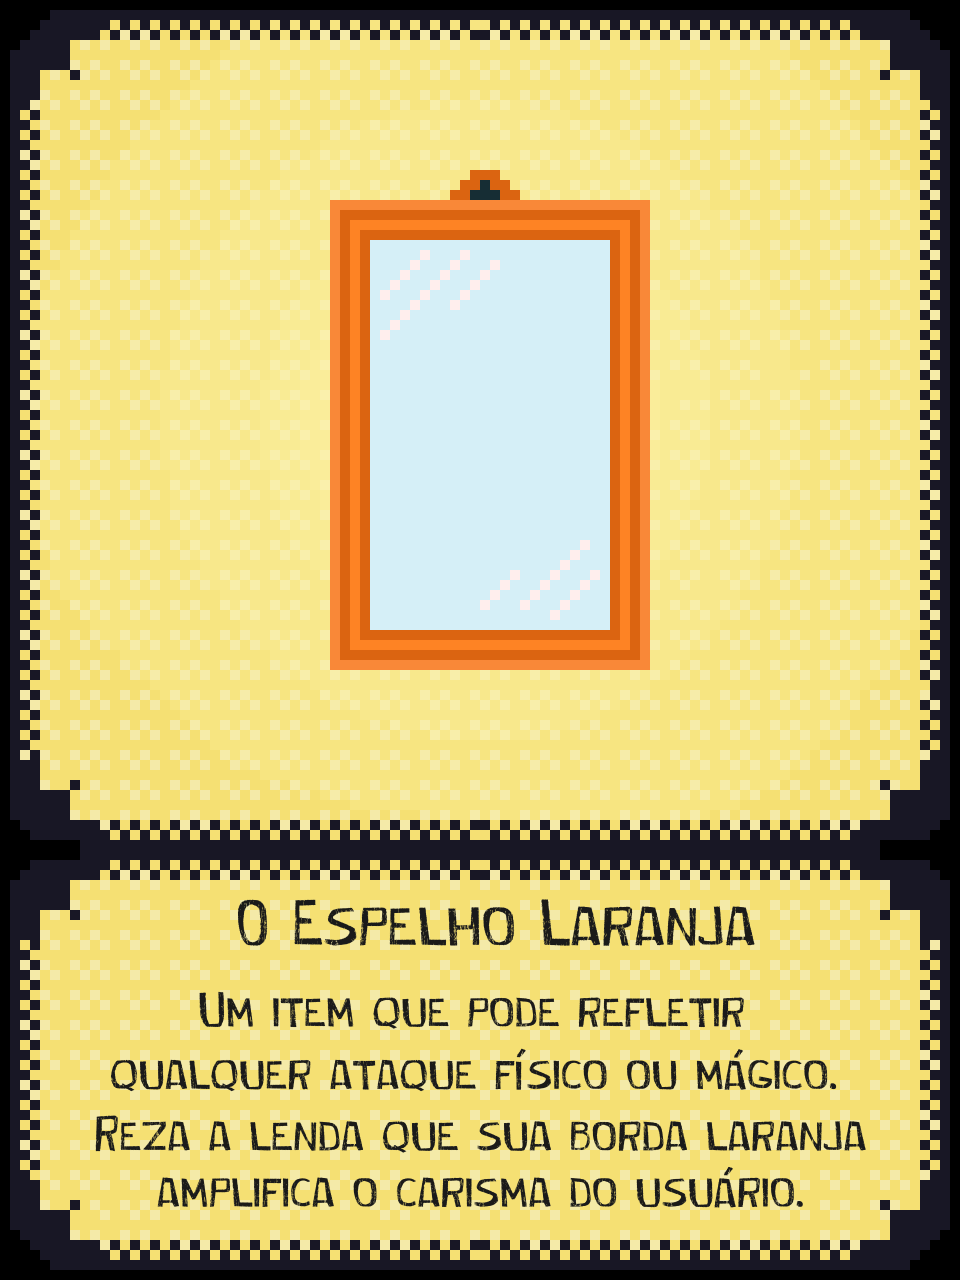 O Espelho Laranja
Um item que pode refletir
qualquer ataque físico ou mágico.
Reza a lenda que sua borda laranja
amplifica o carisma do usuário.